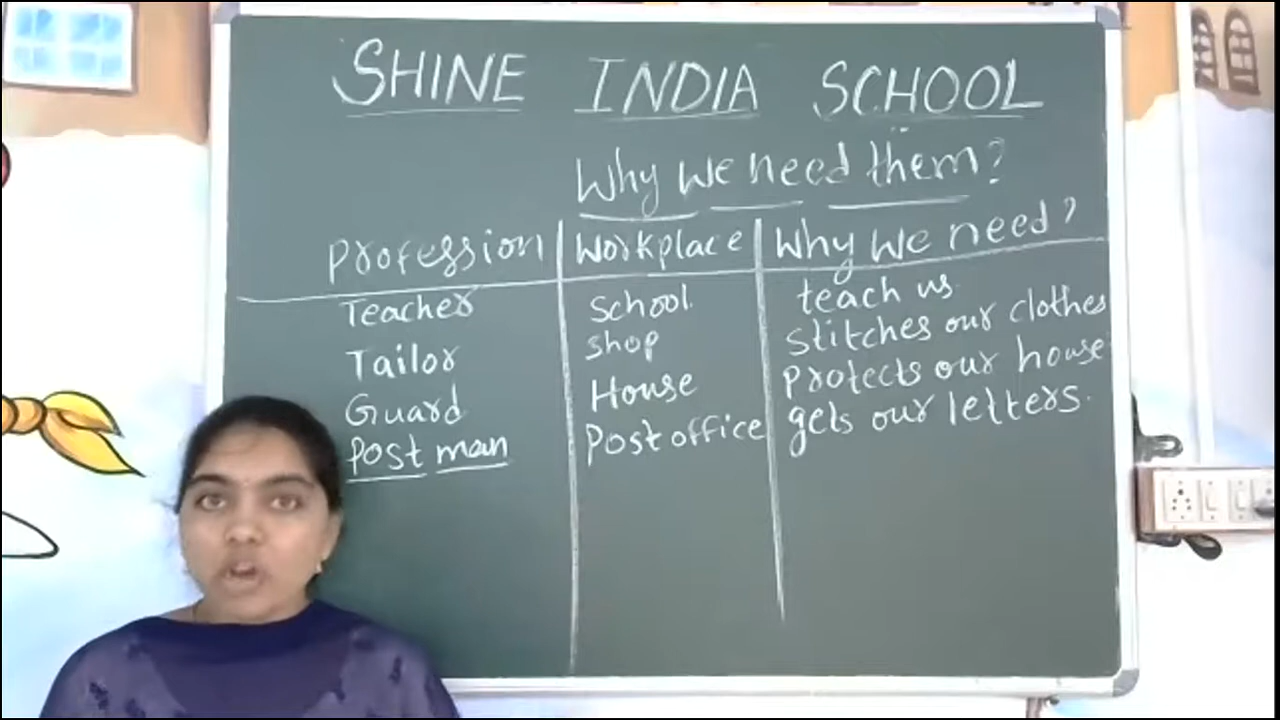 SHINE INDIA SCHOOL
Why we need them?
Profession Workplace Why we need?
Teacher School teach us
Tailor shop stitches our clothes
Guard House Protects our house
Post man Post office gets our letters.